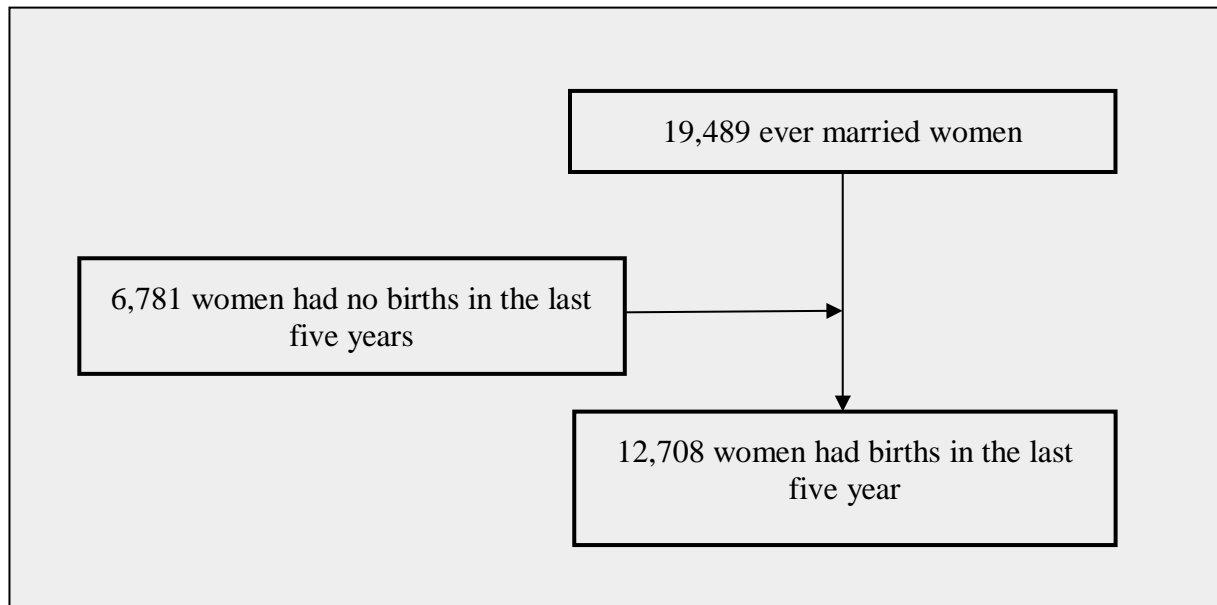 19,489 ever married women
6,781 women had no births in the last
five years
12,708 women had births in the last
five year